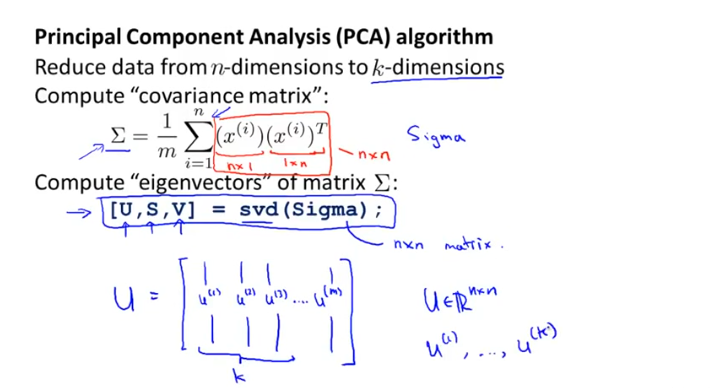 Principal Component Analysis (PCA) algorithm
Reduce data from n-dimensions to k-dimensions
Compute “covariance matrix”:
Σ = 1/m ∑_{i=1}^{n} (x^{(i)})(x^{(i)})^T Sigma
n×1 1×n n×n
Compute “eigenvectors” of matrix Σ:
[U,S,V] = svd(Sigma);
n×n matrix.
U = [ u^{(1)} u^{(2)} u^{(3)} .... u^{(m)} ] U∈ℝ^{n×n}
k
u^{(1)}, ..., u^{(k)}